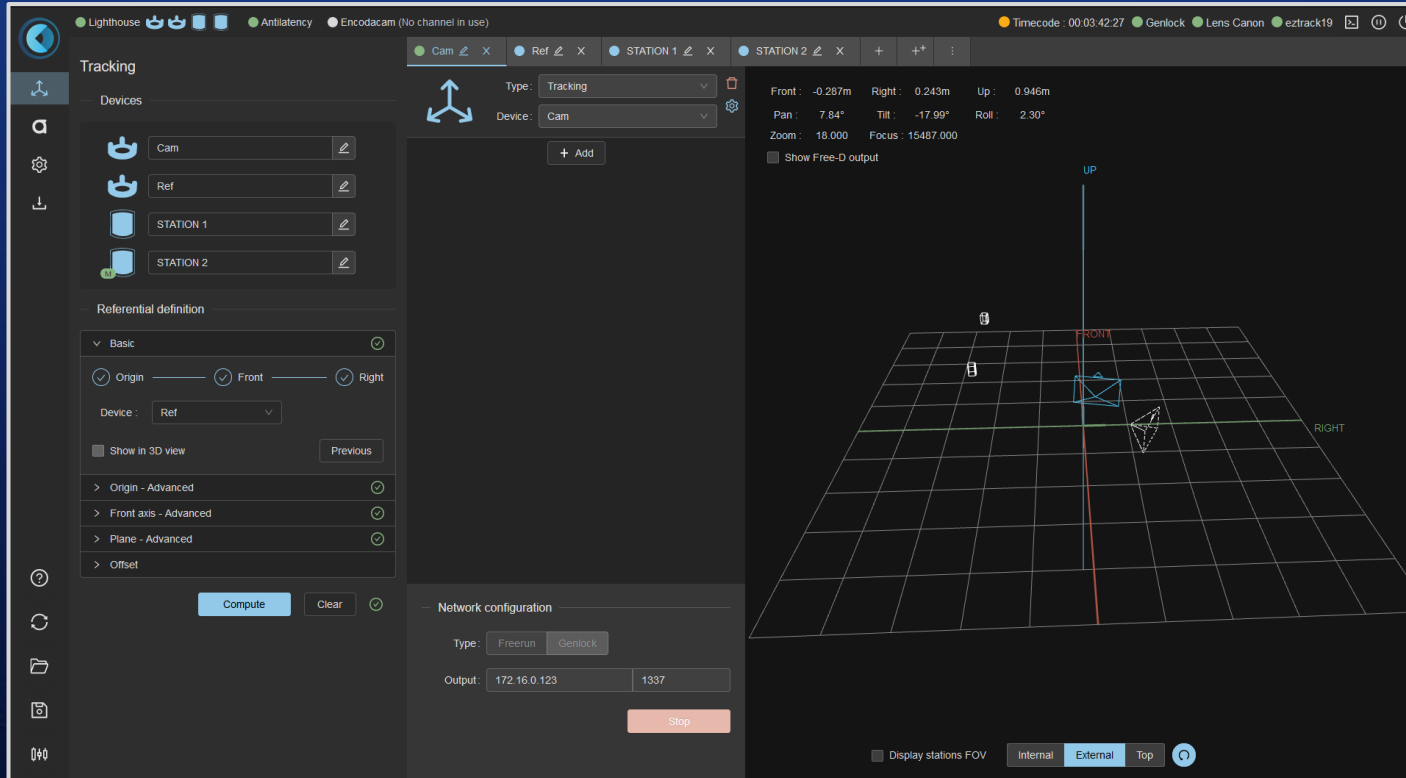 Lighthouse
Antilatency
Encodacam (No channel in use)
Timecode : 00:03:42:27
Genlock
Lens Canon
eztrack19
Cam
Ref
STATION 1
STATION 2
Tracking
Devices
Cam
Ref
STATION 1
STATION 2
M
Referential definition
Basic
Origin
Front
Right
Device :
Ref
Show in 3D view
Previous
Origin - Advanced
Front axis - Advanced
Plane - Advanced
Offset
Compute
Clear
Type :
Tracking
Device :
Cam
+ Add
Network configuration
Type :
Freerun
Genlock
Output :
172.16.0.123
1337
Stop
Front : -0.287m Right : 0.243m Up : 0.946m
Pan : 7.84° Tilt : -17.99° Roll : 2.30°
Zoom : 18.000 Focus : 15487.000
Show Free-D output
UP
FRONT
RIGHT
Display stations FOV
Internal
External
Top